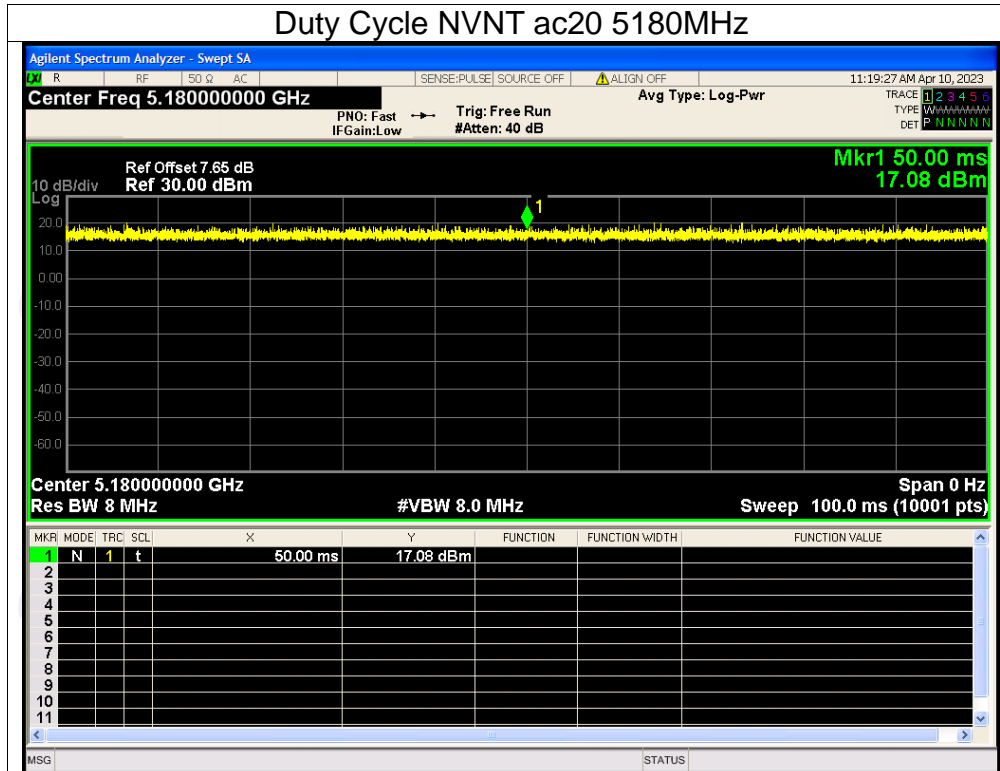 Duty Cycle NVNT ac20 5180MHz
Agilent Spectrum Analyzer - Swept SA
LXI R RF 50 Ω AC SENSE:PULSE SOURCE OFF ALIGN OFF 11:19:27 AM Apr 10, 2023
Center Freq 5.180000000 GHz Avg Type: Log-Pwr TRACE 1 2 3 4 5 6
PNO: Fast Trig: Free Run TYPE WWWWWW
IFGain:Low #Atten: 40 dB DET P N N N N N
Mkr1 50.00 ms
Ref Offset 7.65 dB
10 dB/div Ref 30.00 dBm 17.08 dBm
Log
1
20.0
10.0
0.00
-10.0
-20.0
-30.0
-40.0
-50.0
-60.0
Center 5.180000000 GHz Span 0 Hz
Res BW 8 MHz #VBW 8.0 MHz Sweep 100.0 ms (10001 pts)
MKR MODE TRC SCL X Y FUNCTION FUNCTION WIDTH FUNCTION VALUE
1 N 1 t 50.00 ms 17.08 dBm
2
3
4
5
6
7
8
9
10
11
MSG STATUS